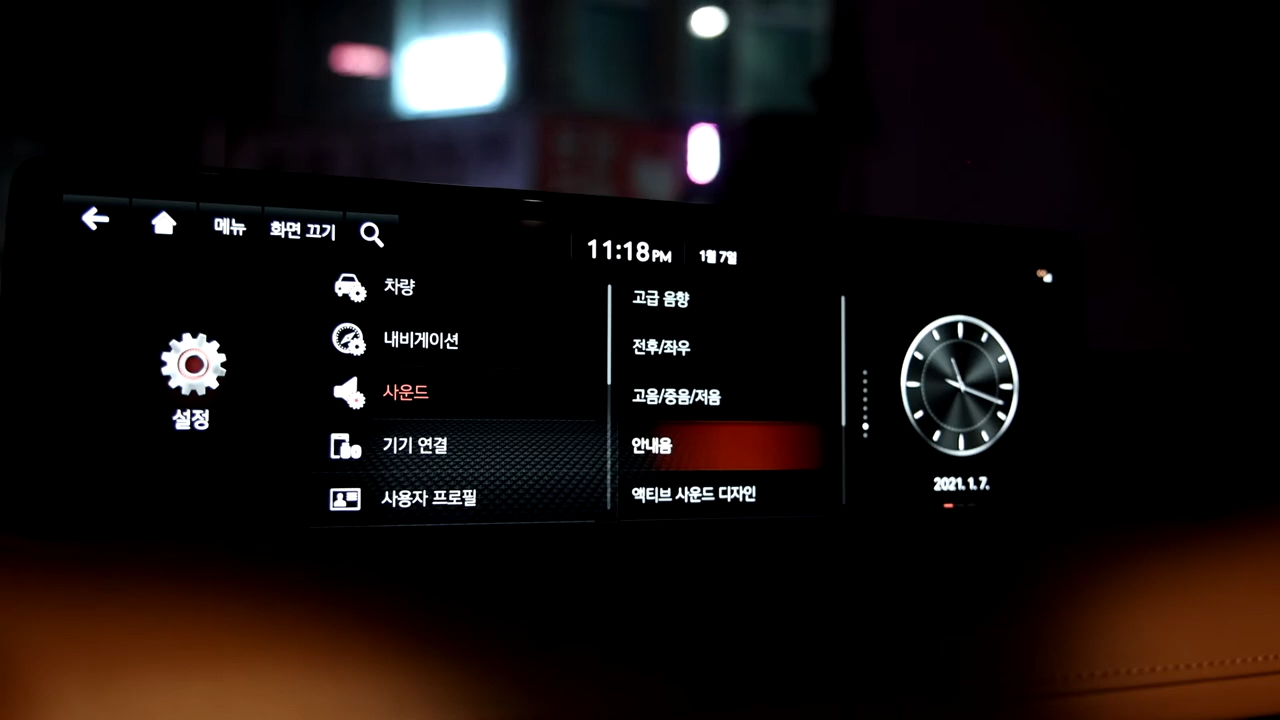 메뉴 화면 끄기
11:18 PM 1월 7일
설정
차량
내비게이션
사운드
기기 연결
사용자 프로필
고급 음향
전후/좌우
고음/중음/저음
안내음
액티브 사운드 디자인
2021. 1. 7.